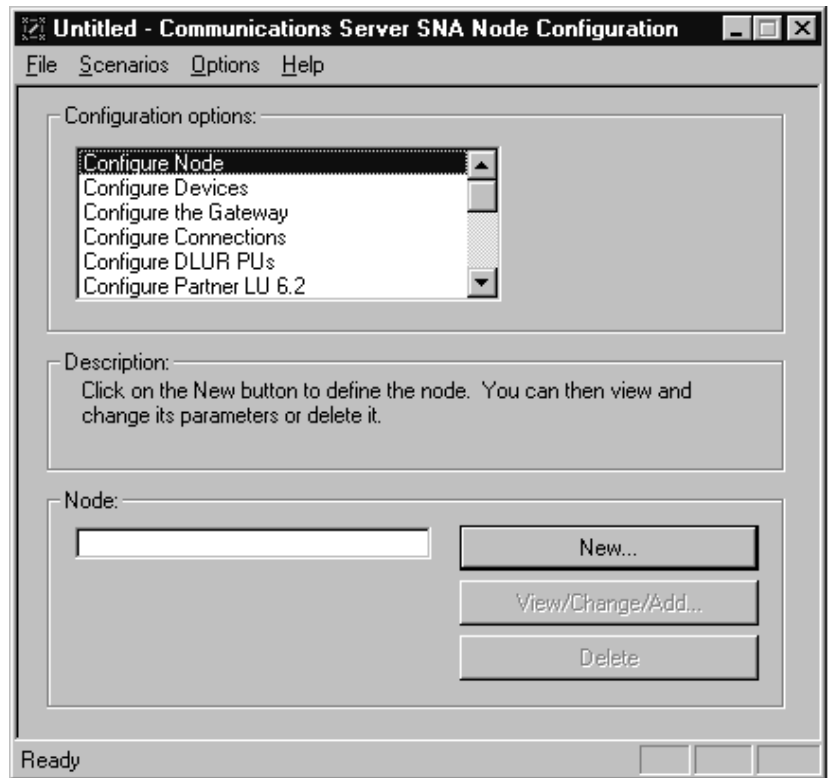 Untitled - Communications Server SNA Node Configuration
File Scenarios Options Help
Configuration options:
Configure Node
Configure Devices
Configure the Gateway
Configure Connections
Configure DLUR PUs
Configure Partner LU 6.2
Description:
Click on the New button to define the node. You can then view and
change its parameters or delete it.
Node:
New...
View/Change/Add...
Delete
Ready